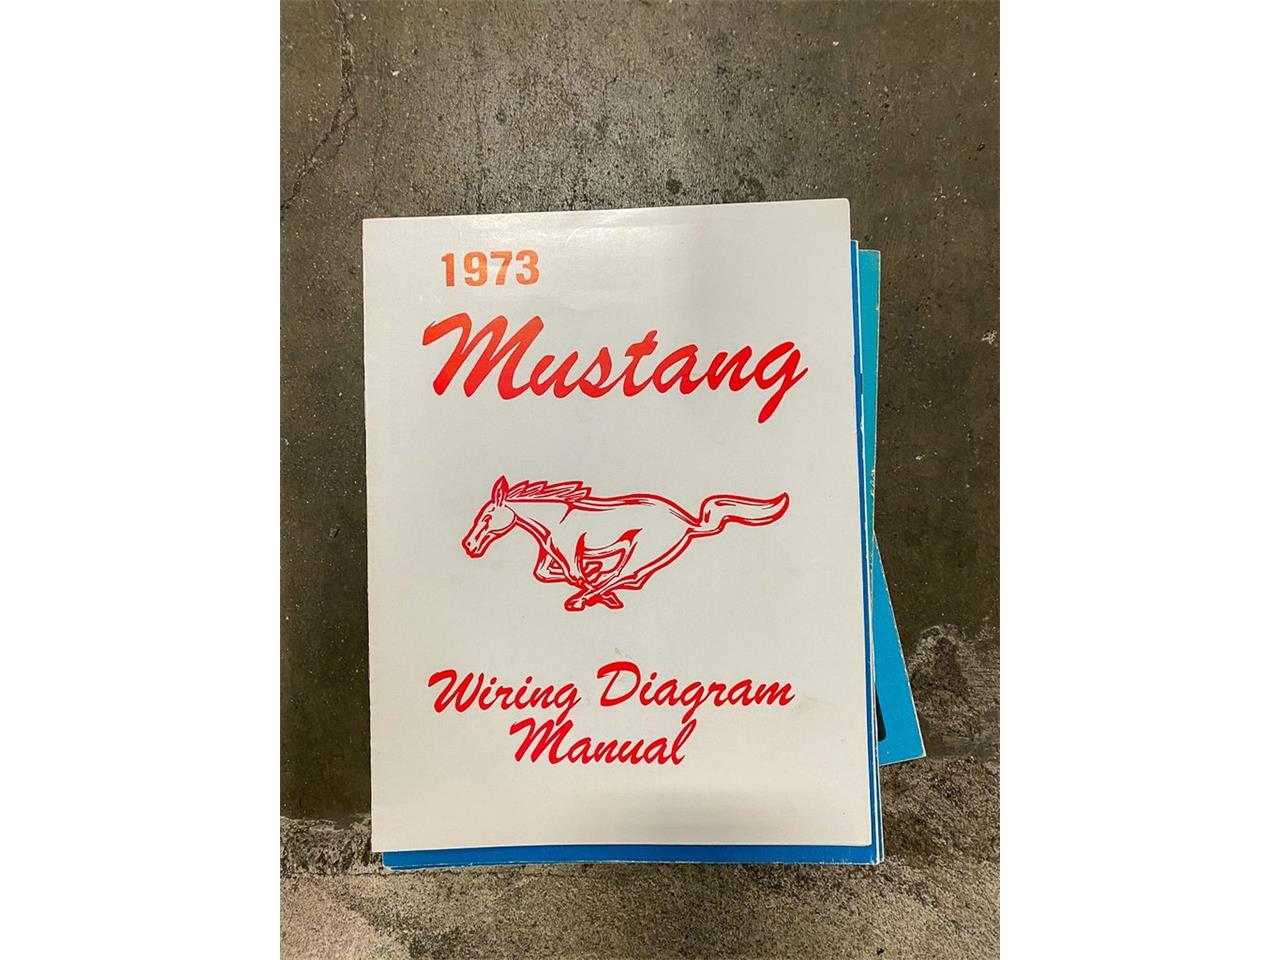 1973
Mustang
Wiring Diagram
Manual